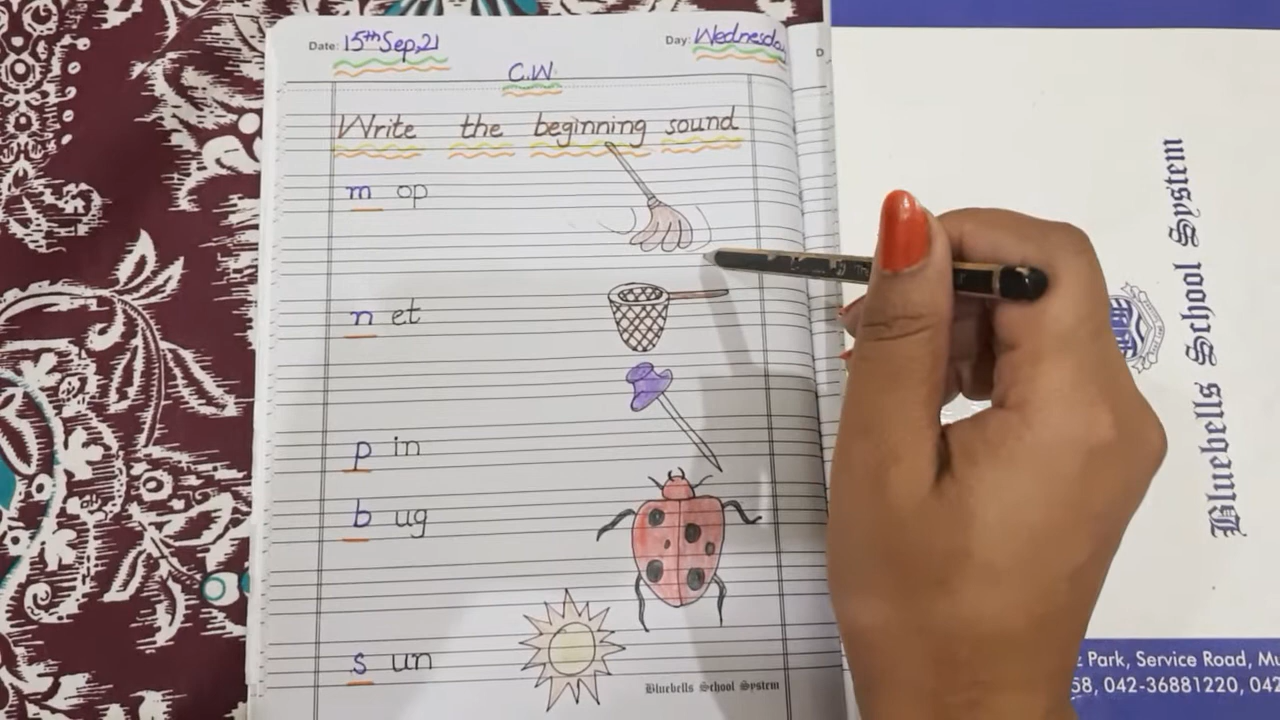 Date: 15th Sep, 21 Day: Wednesday
C.W
Write the beginning sound
m op
n et
p in
b ug
s un
Bluebells School System
Bluebells School System
Park, Service Road, Mu
58, 042-36881220, 042